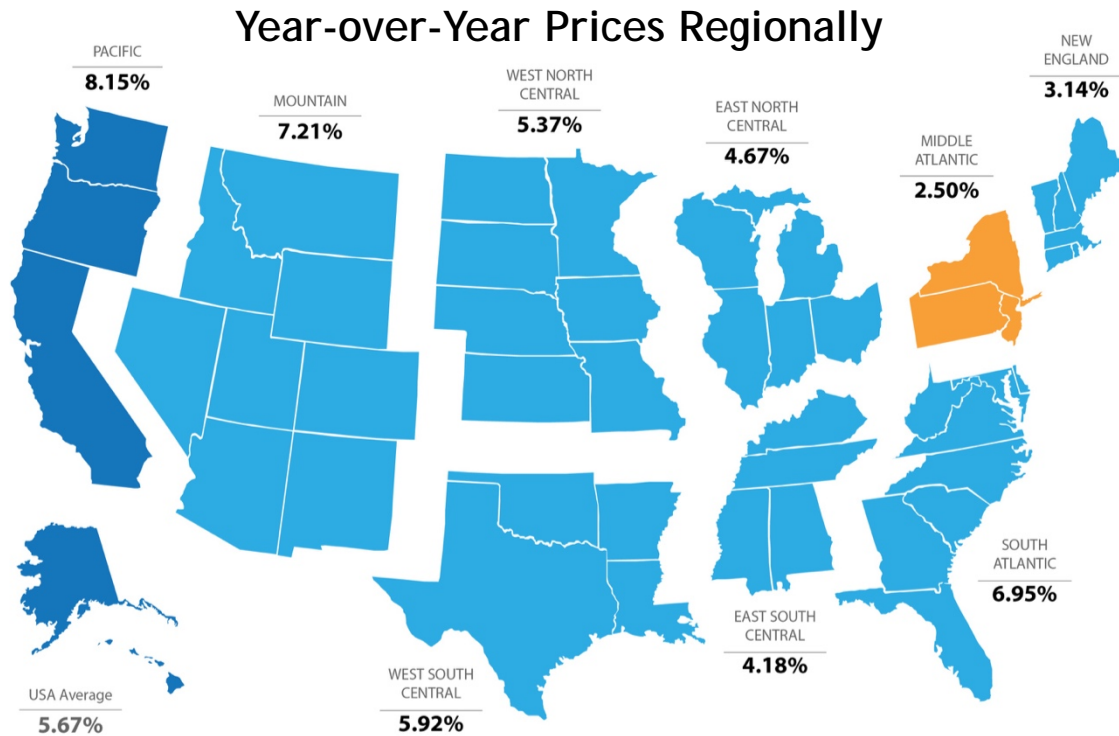 Year-over-Year Prices Regionally
PACIFIC
8.15%
MOUNTAIN
7.21%
WEST NORTH
CENTRAL
5.37%
EAST NORTH
CENTRAL
4.67%
NEW
ENGLAND
3.14%
MIDDLE
ATLANTIC
2.50%
SOUTH
ATLANTIC
6.95%
EAST SOUTH
CENTRAL
4.18%
WEST SOUTH
CENTRAL
5.92%
USA Average
5.67%